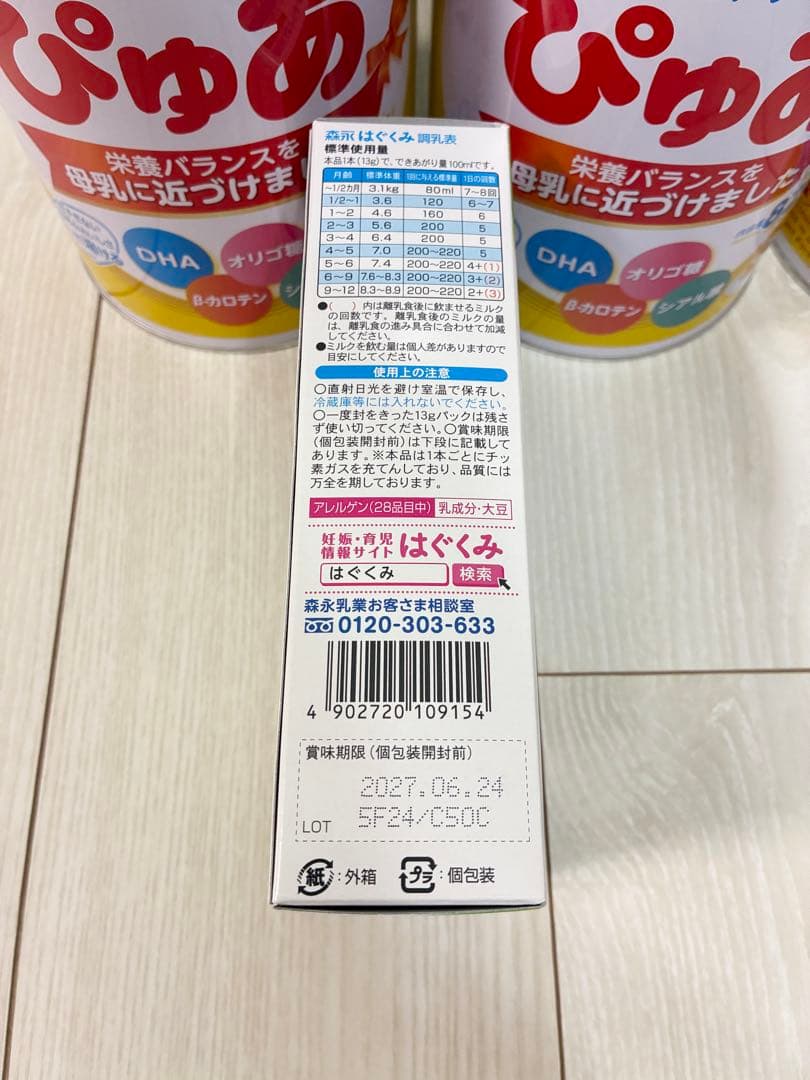 ぴゅあ
栄養バランスを
母乳に近づけまし
DHA
オリゴ糖
β-カロテン
ぴゅあ
栄養バランスを
母乳に近づけました
DHA
オリゴ糖
β-カロテン
シアル酸
森永 はぐくみ 調乳表
標準使用量
本品1本(13g)で、できあがり量100mlです。
月齢 標準体重 1回に与える標準量 1日の回数
~1/2カ月 3.1kg 80ml 7~8回
1/2~1 3.6 120 6~7
1~2 4.6 160 6
2~3 5.6 200 5
3~4 6.4 200 5
4~5 7.0 200~220 5
5~6 7.4 200~220 4+(1)
6~9 7.6~8.3 200~220 3+(2)
9~12 8.3~8.9 200~220 2+(3)
●( )内は離乳食後に飲ませるミルク
の回数です。離乳食後のミルクの量
は、離乳食の進み具合に合わせて加減
してください。
●ミルクを飲む量は個人差がありますので
目安にしてください。
使用上の注意
○直射日光を避け室温で保存し、
冷蔵庫等には入れないでください。
○一度封をきった13gパックは残さ
ず使い切ってください。○賞味期限
(個包装開封前)は下段に記載して
あります。※本品は1本ごとにチッ
素ガスを充てんしており、品質には
万全を期しております。
アレルゲン(28品目中) 乳成分・大豆
妊娠・育児
情報サイト はぐくみ
はぐくみ 検索
森永乳業お客さま相談室
0120-303-633
4 902720 109154
賞味期限(個包装開封前)
2027.06.24
LOT 5F24/C50C
紙:外箱 プラ:個包装